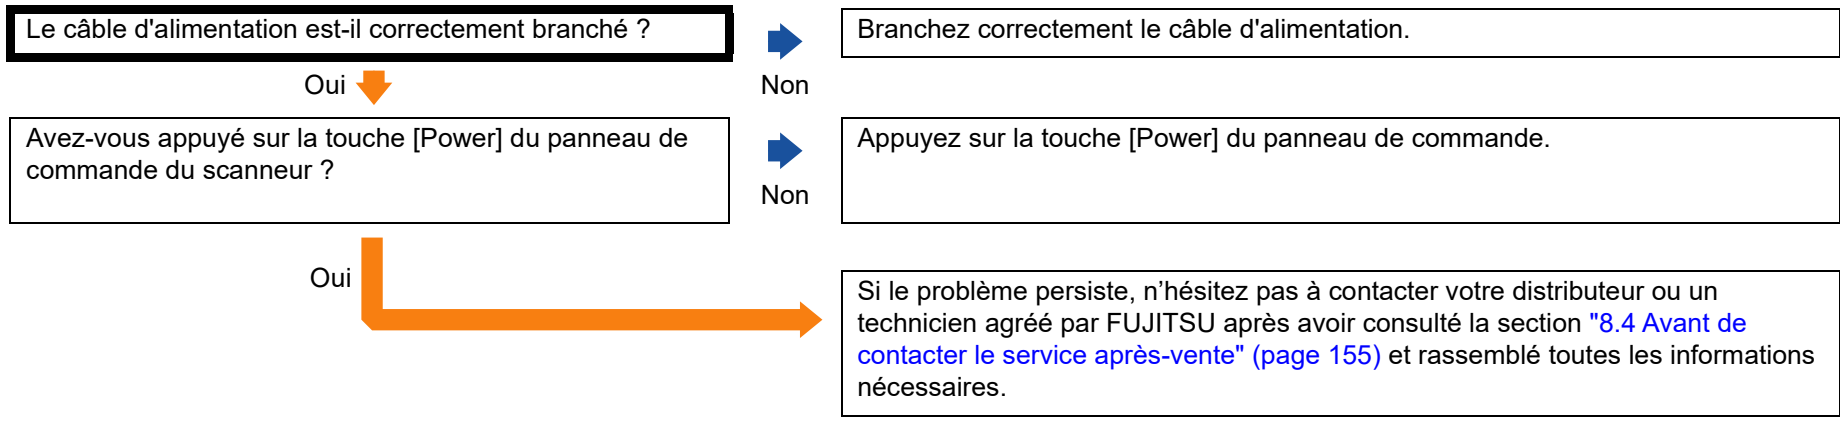 Le câble d'alimentation est-il correctement branché ?
Branchez correctement le câble d'alimentation.
Oui
Non
Avez-vous appuyé sur la touche [Power] du panneau de
commande du scanneur ?
Appuyez sur la touche [Power] du panneau de commande.
Non
Oui
Si le problème persiste, n’hésitez pas à contacter votre distributeur ou un
technicien agréé par FUJITSU après avoir consulté la section "8.4 Avant de
contacter le service après-vente" (page 155) et rassemblé toutes les informations
nécessaires.